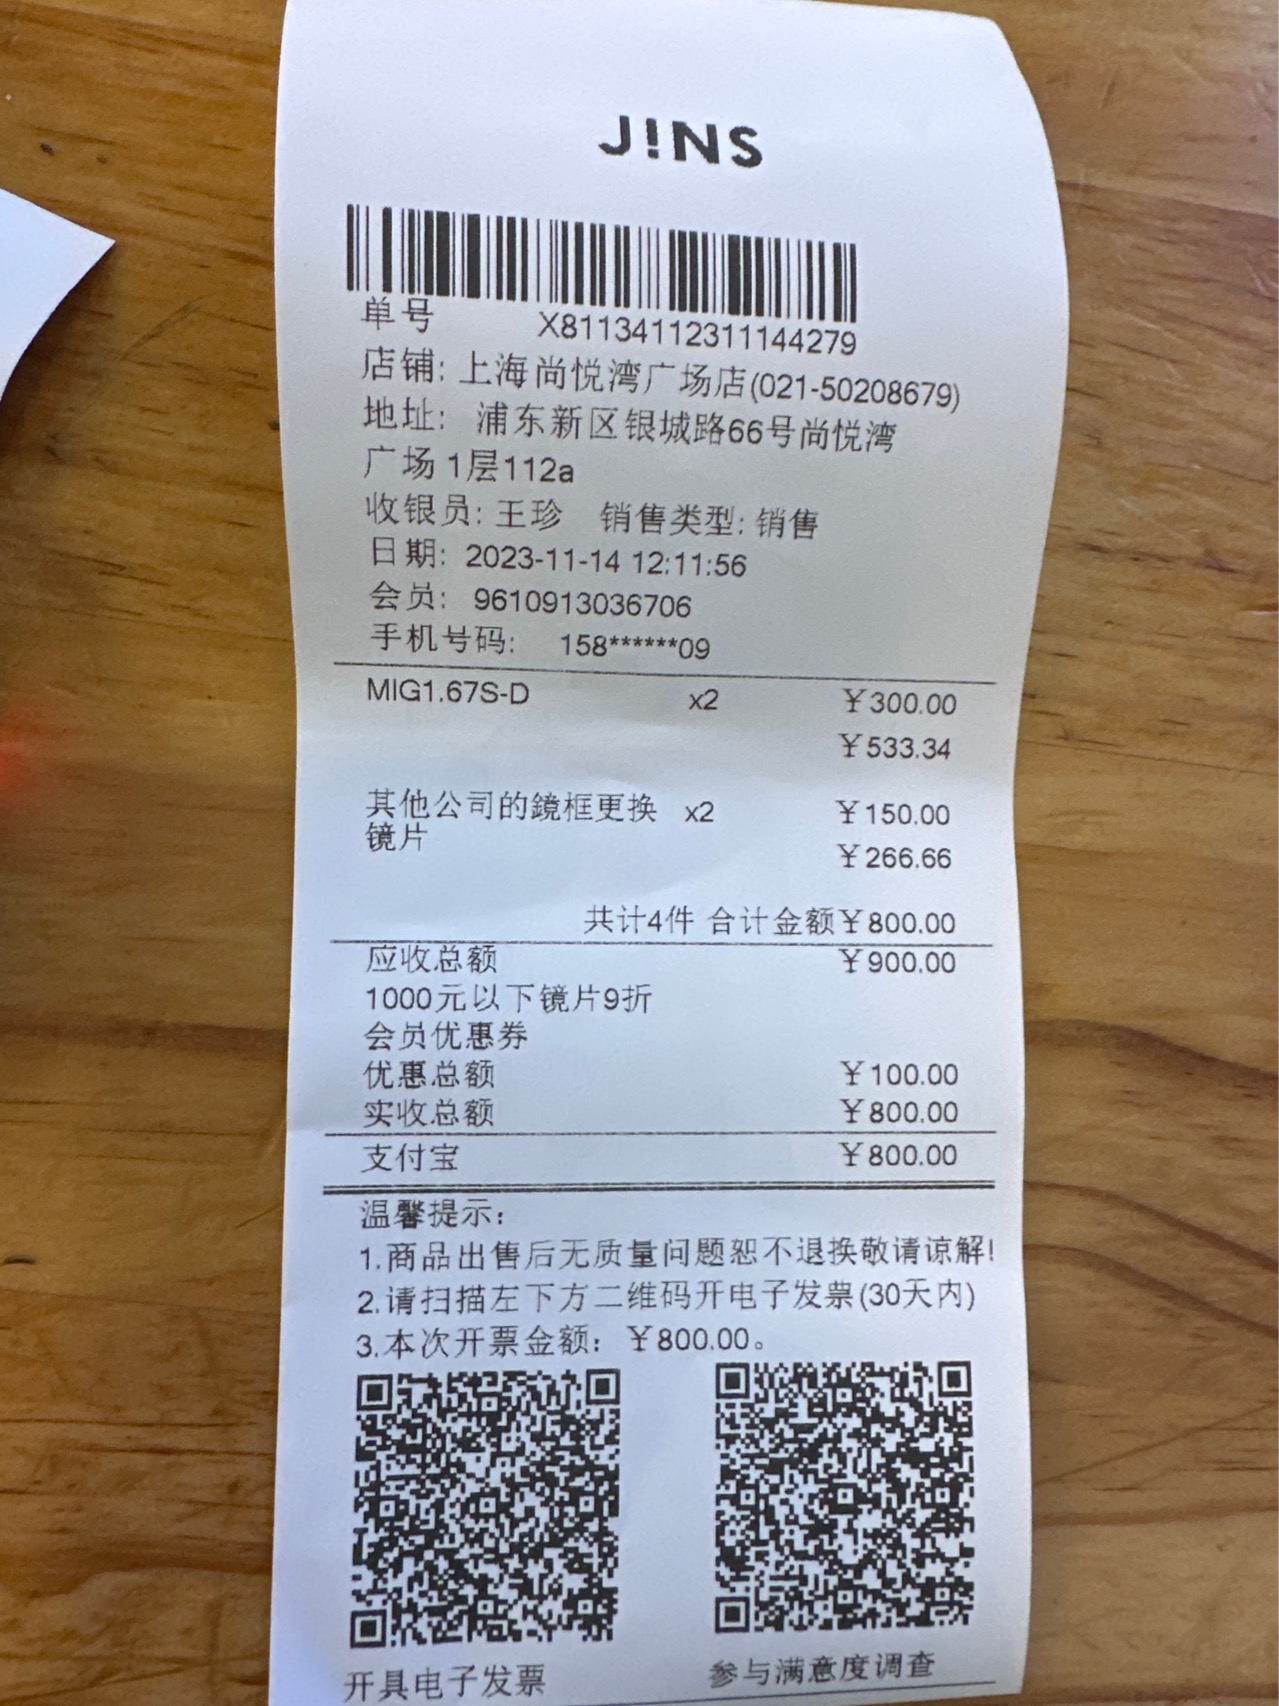 J!NS
单号 X81134112311144279
店铺: 上海尚悦湾广场店(021-50208679)
地址: 浦东新区银城路66号尚悦湾
广场 1层112a
收银员: 王珍 销售类型: 销售
日期: 2023-11-14 12:11:56
会员: 9610913036706
手机号码: 158******09
MIG1.67S-D x2 ¥300.00
¥533.34
其他公司的鏡框更换 x2 ¥150.00
镜片
¥266.66
共计4件 合计金额¥800.00
应收总额 ¥900.00
1000元以下镜片9折
会员优惠券
优惠总额 ¥100.00
实收总额 ¥800.00
支付宝 ¥800.00
温馨提示:
1.商品出售后无质量问题恕不退换敬请谅解!
2.请扫描左下方二维码开电子发票(30天内)
3.本次开票金额: ¥800.00。
开具电子发票 参与满意度调查